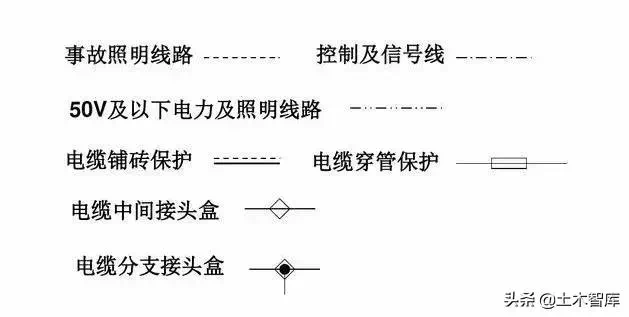 事故照明线路 控制及信号线
50V及以下电力及照明线路
电缆铺砖保护 电缆穿管保护
电缆中间接头盒
电缆分支接头盒
头条 @土木智库